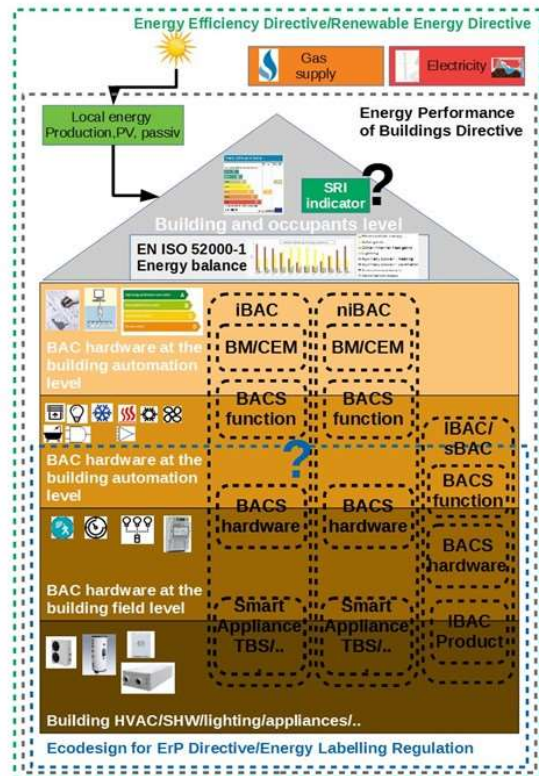 Energy Efficiency Directive/Renewable Energy Directive
Gas
supply
Electricity
Local energy
Production,PV, passiv
Energy Performance
of Buildings Directive
SRI
indicator
?
Building and occupants level
EN ISO 52000-1
Energy balance
iBAC
niBAC
BM/CEM
BM/CEM
BAC hardware at the
building automation
level
BACS
function
BACS
function
IBAC/
sBAC
?
BAC hardware at the
building automation
level
BACS
function
BACS
hardware
BACS
hardware
BACS
hardware
BAC hardware at the
building field level
Smart
Appliance
TBS/..
.
Smart
Appliance
TBS/..
.
IBAC
Product
Building HVAC/SHW/lighting/appliances/..
Ecodesign for ErP Directive/Energy Labelling Regulation